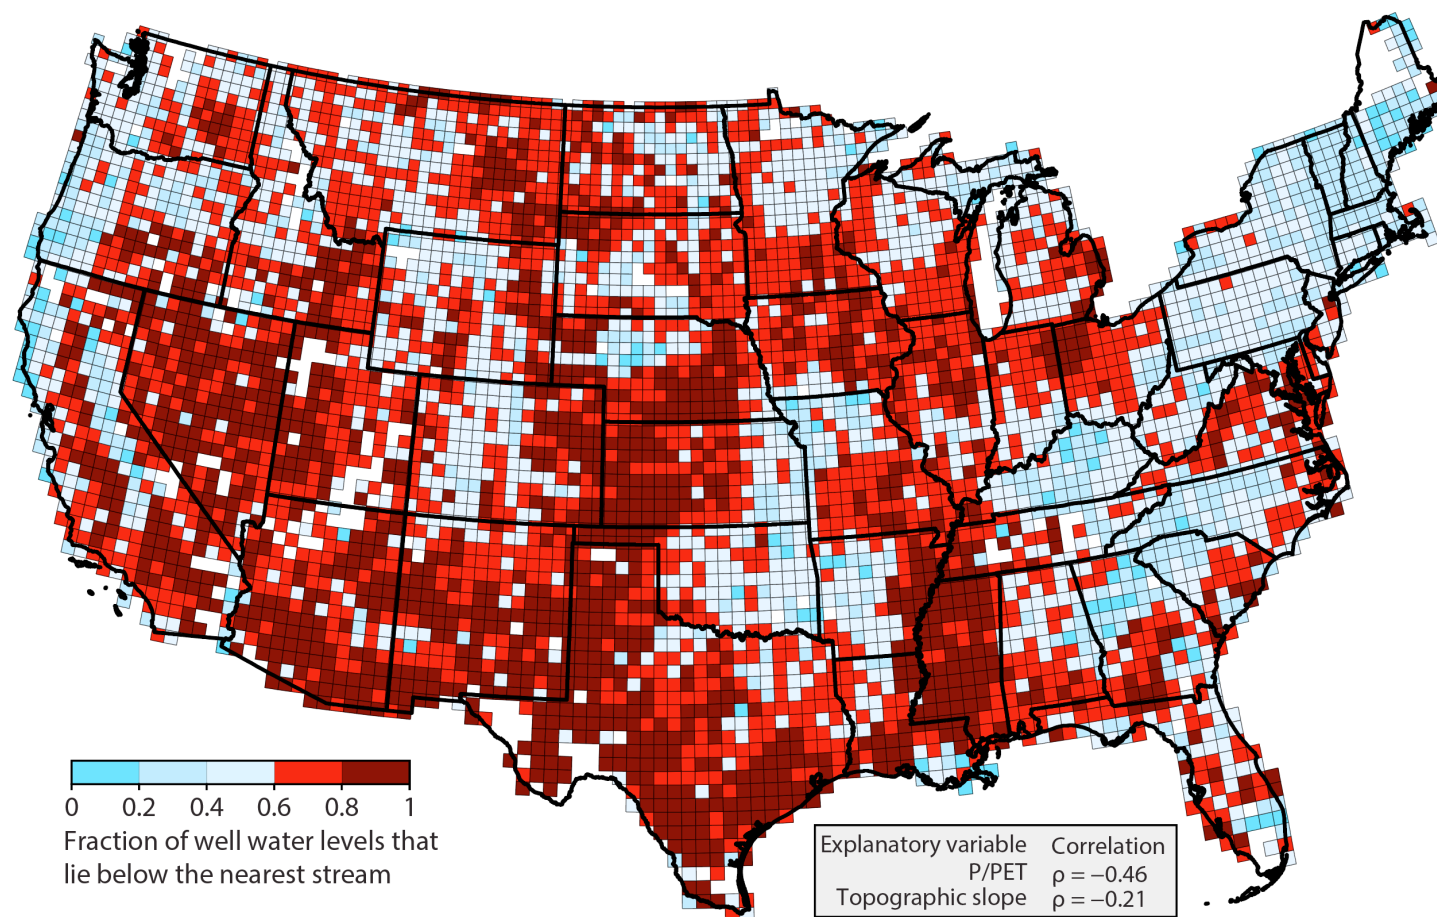 0 0.2 0.4 0.6 0.8 1
Fraction of well water levels that
lie below the nearest stream
Explanatory variable Correlation
P/PET ρ = −0.46
Topographic slope ρ = −0.21